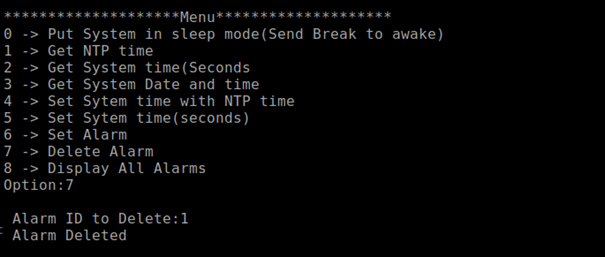 ********************Menu********************
0 -> Put System in sleep mode(Send Break to awake)
1 -> Get NTP time
2 -> Get System time(Seconds
3 -> Get System Date and time
4 -> Set Sytem time with NTP time
5 -> Set Sytem time(seconds)
6 -> Set Alarm
7 -> Delete Alarm
8 -> Display All Alarms
Option:7
Alarm ID to Delete:1
Alarm Deleted